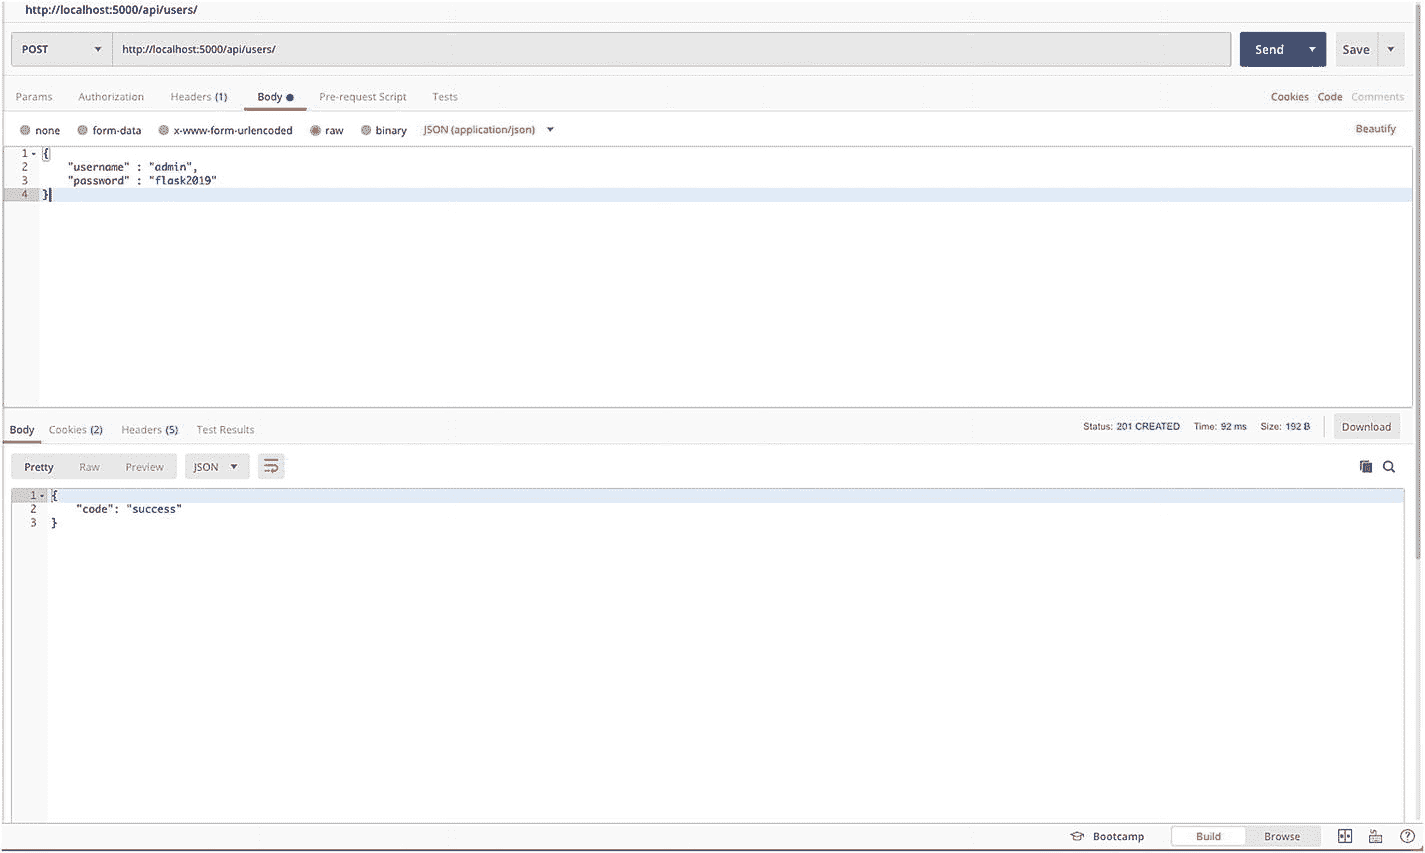 http://localhost:5000/api/users/
POST http://localhost:5000/api/users/ Send Save
Params Authorization Headers (1) Body Pre-request Script Tests Cookies Code Comments
none form-data x-www-form-urlencoded raw binary JSON (application/json) Beautify
1 {
2 "username" : "admin",
3 "password" : "flask2019"
4 }
Body Cookies (2) Headers (5) Test Results Status: 201 CREATED Time: 92 ms Size: 192 B Download
Pretty Raw Preview JSON
1 {
2 "code": "success"
3 }
Bootcamp Build Browse